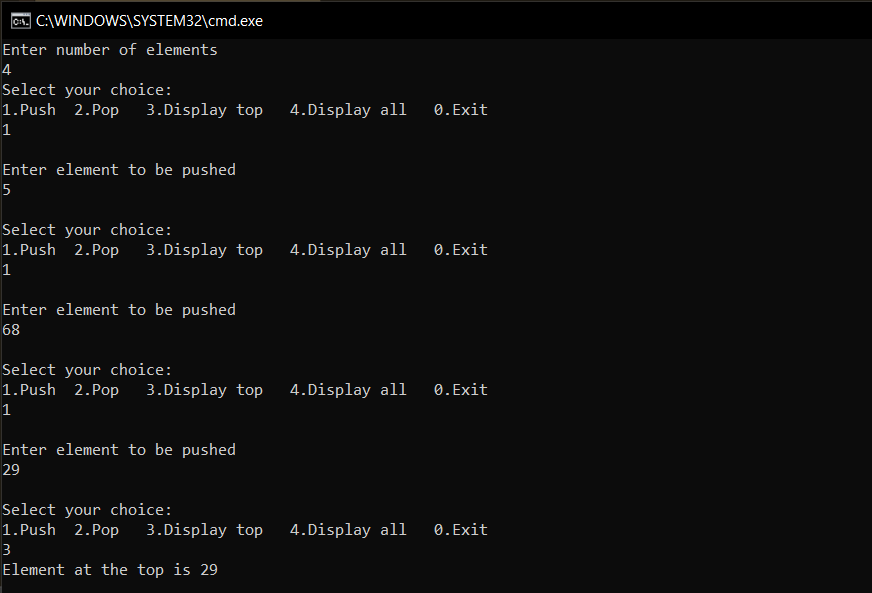 C:\WINDOWS\SYSTEM32\cmd.exe
Enter number of elements
4
Select your choice:
1.Push  2.Pop   3.Display top   4.Display all   0.Exit
1
Enter element to be pushed
5
Select your choice:
1.Push  2.Pop   3.Display top   4.Display all   0.Exit
1
Enter element to be pushed
68
Select your choice:
1.Push  2.Pop   3.Display top   4.Display all   0.Exit
1
Enter element to be pushed
29
Select your choice:
1.Push  2.Pop   3.Display top   4.Display all   0.Exit
3
Element at the top is 29